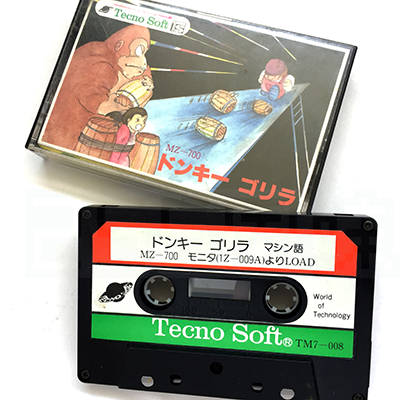 Tecno Soft
MZ-700
ドンキー ゴリラ
ドンキー ゴリラ マシン語
MZ-700 モニタ(1Z-009A)よりLOAD
World
of
Technology
Tecno Soft®
TM7-008